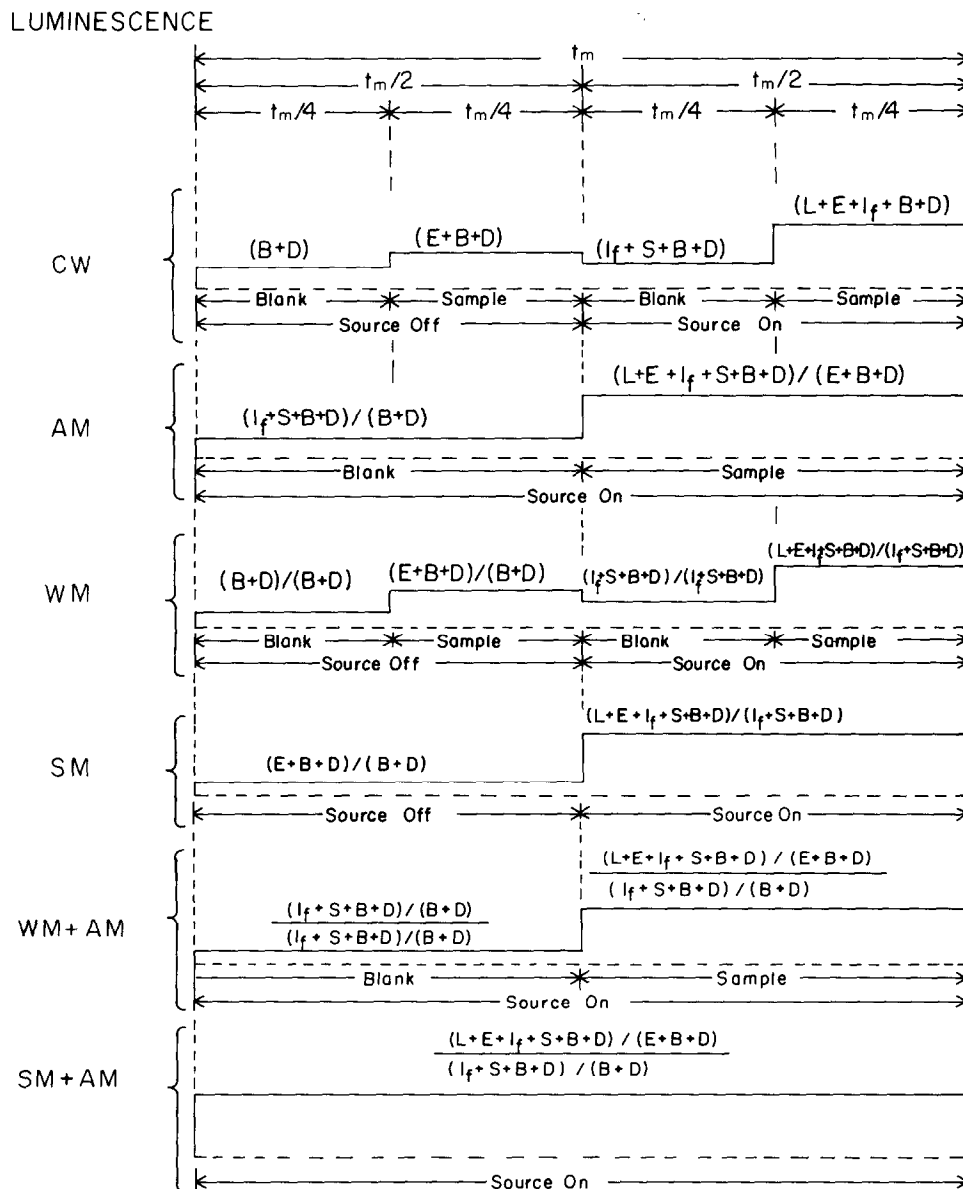 LUMINESCENCE
tm
tm/2 tm/2
tm/4 tm/4 tm/4 tm/4
CW
(B+D) (E+B+D) (If+S+B+D) (L+E+If+B+D)
Blank Sample Blank Sample
Source Off Source On
AM
(If+S+B+D)/(B+D) (L+E+If+S+B+D)/(E+B+D)
Blank Sample
Source On
WM
(B+D)/(B+D) (E+B+D)/(B+D) (If+S+B+D)/(If+S+B+D) (L+E+If+S+B+D)/(If+S+B+D)
Blank Sample Blank Sample
Source Off Source On
SM
(E+B+D)/(B+D) (L+E+If+S+B+D)/(If+S+B+D)
Source Off Source On
WM+AM
(If+S+B+D)/(B+D)
(If+S+B+D)/(B+D)
(L+E+If+S+B+D)/(E+B+D)
(If+S+B+D)/(B+D)
Blank Sample
Source On
SM+AM
(L+E+If+S+B+D)/(E+B+D)
(If+S+B+D)/(B+D)
Source On